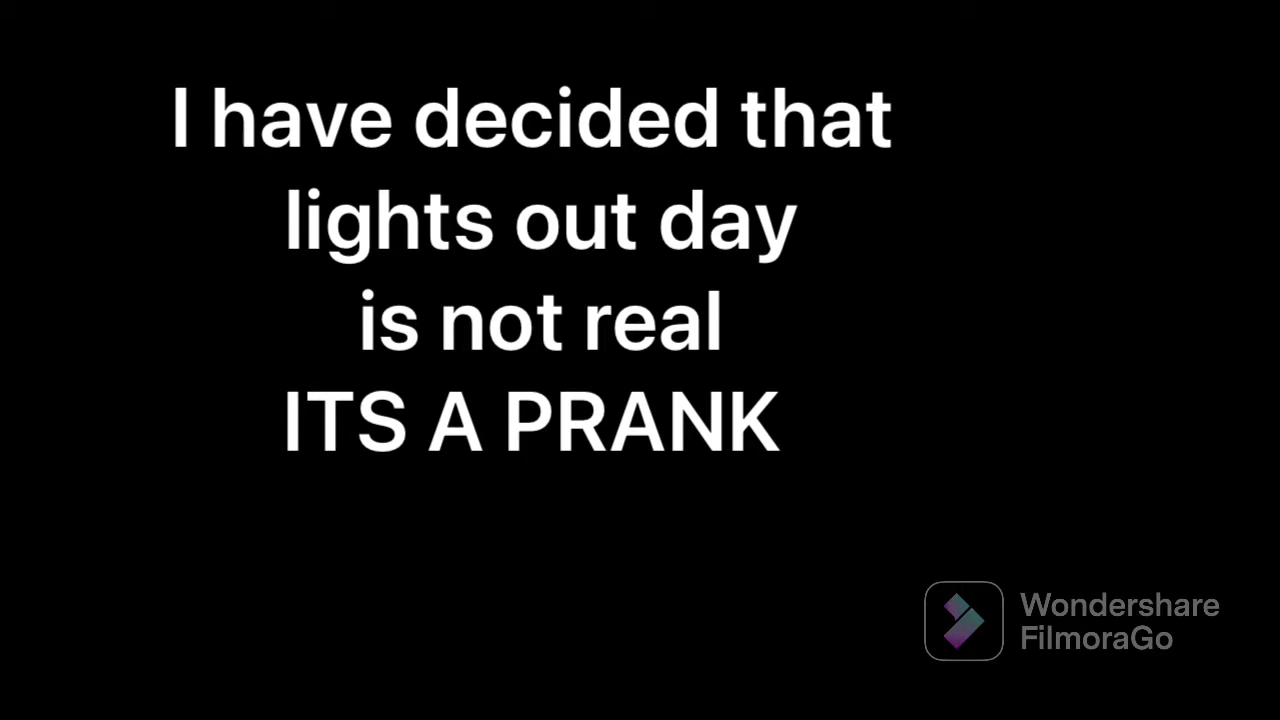 I have decided that
lights out day
is not real
ITS A PRANK
Wondershare
FilmoraGo